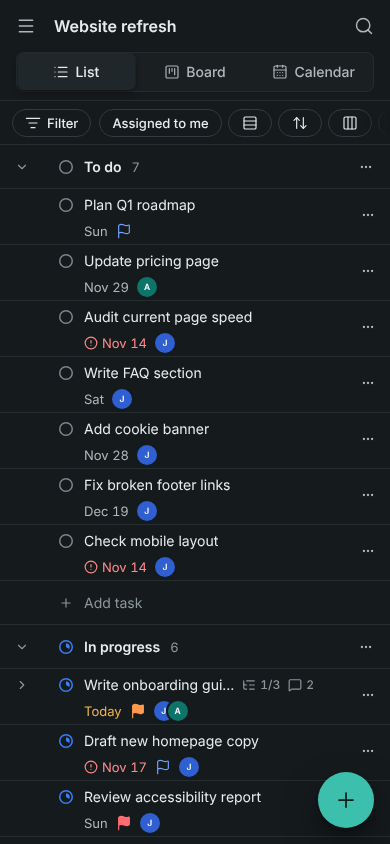 Website refresh
List
Board
Calendar
Filter
Assigned to me
To do 7
Plan Q1 roadmap
Sun
Update pricing page
Nov 29 A
Audit current page speed
Nov 14 J
Write FAQ section
Sat J
Add cookie banner
Nov 28 J
Fix broken footer links
Dec 19 J
Check mobile layout
Nov 14 J
Add task
In progress 6
Write onboarding gui... 1/3 2
Today J A
Draft new homepage copy
Nov 17 J
Review accessibility report
Sun J